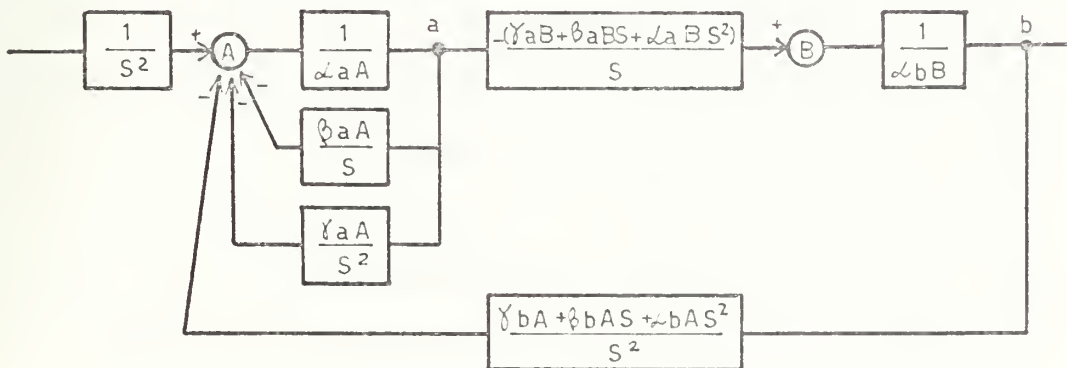 1
S²
+
A
-
-
-
1
αaA
a
-(γaB+βaBS+αaBS²)
S
+
B
1
αbB
b
βaA
S
γaA
S²
γbA+βbAS+αbAS²
S²